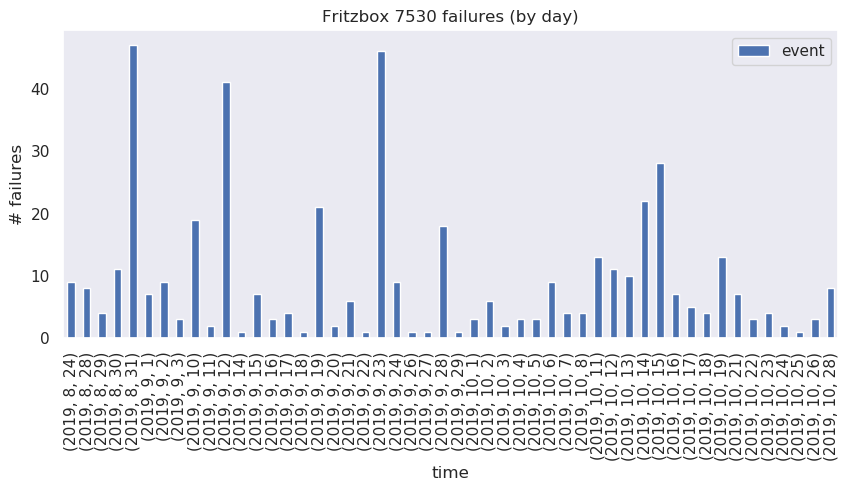 Fritzbox 7530 failures (by day)
event
# failures
40
30
20
10
0
(2019, 8, 24)
(2019, 8, 28)
(2019, 8, 29)
(2019, 8, 30)
(2019, 8, 31)
(2019, 9, 1)
(2019, 9, 2)
(2019, 9, 3)
(2019, 9, 10)
(2019, 9, 11)
(2019, 9, 12)
(2019, 9, 14)
(2019, 9, 15)
(2019, 9, 16)
(2019, 9, 17)
(2019, 9, 18)
(2019, 9, 19)
(2019, 9, 20)
(2019, 9, 21)
(2019, 9, 22)
(2019, 9, 23)
(2019, 9, 24)
(2019, 9, 26)
(2019, 9, 27)
(2019, 9, 28)
(2019, 9, 29)
(2019, 10, 1)
(2019, 10, 2)
(2019, 10, 3)
(2019, 10, 4)
(2019, 10, 5)
(2019, 10, 6)
(2019, 10, 7)
(2019, 10, 8)
(2019, 10, 11)
(2019, 10, 12)
(2019, 10, 13)
(2019, 10, 14)
(2019, 10, 15)
(2019, 10, 16)
(2019, 10, 17)
(2019, 10, 18)
(2019, 10, 19)
(2019, 10, 21)
(2019, 10, 22)
(2019, 10, 23)
(2019, 10, 24)
(2019, 10, 25)
(2019, 10, 26)
(2019, 10, 28)
time